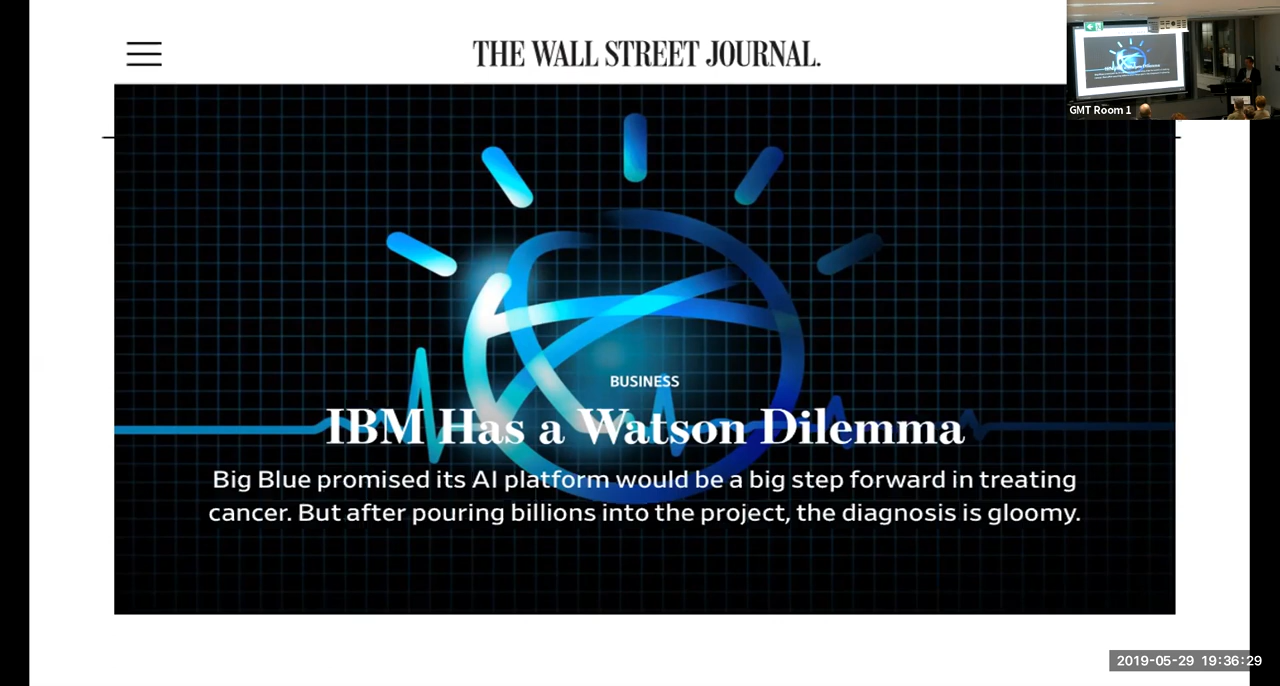 THE WALL STREET JOURNAL.
GMT Room 1
BUSINESS
IBM Has a Watson Dilemma
Big Blue promised its AI platform would be a big step forward in treating
cancer. But after pouring billions into the project, the diagnosis is gloomy.
2019-05-29 19:36:29